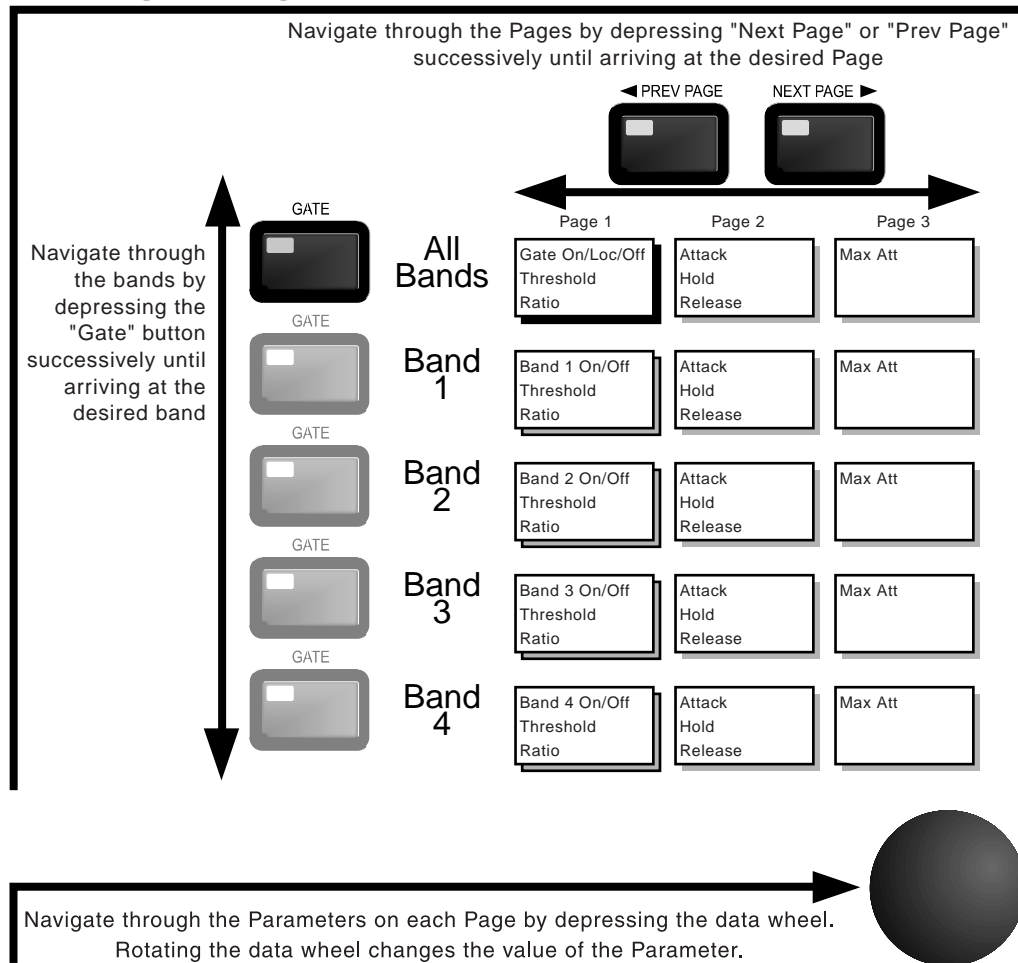 Navigate through the Pages by depressing "Next Page" or "Prev Page"
successively until arriving at the desired Page
◄ PREV PAGE NEXT PAGE ►
Page 1 Page 2 Page 3
Navigate through
the bands by
depressing the
"Gate" button
successively until
arriving at the
desired band
GATE
All
Bands
Gate On/Loc/Off
Threshold
Ratio
Attack
Hold
Release
Max Att
GATE
Band
1
Band 1 On/Off
Threshold
Ratio
Attack
Hold
Release
Max Att
GATE
Band
2
Band 2 On/Off
Threshold
Ratio
Attack
Hold
Release
Max Att
GATE
Band
3
Band 3 On/Off
Threshold
Ratio
Attack
Hold
Release
Max Att
GATE
Band
4
Band 4 On/Off
Threshold
Ratio
Attack
Hold
Release
Max Att
Navigate through the Parameters on each Page by depressing the data wheel.
Rotating the data wheel changes the value of the Parameter.